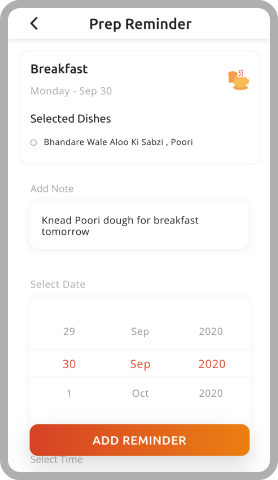 Prep Reminder
Breakfast
Monday - Sep 30
Selected Dishes
Bhandare Wale Aloo Ki Sabzi , Poori
Add Note
Knead Poori dough for breakfast
tomorrow
Select Date
29 Sep 2020
30 Sep 2020
1 Oct 2020
ADD REMINDER
Select Time